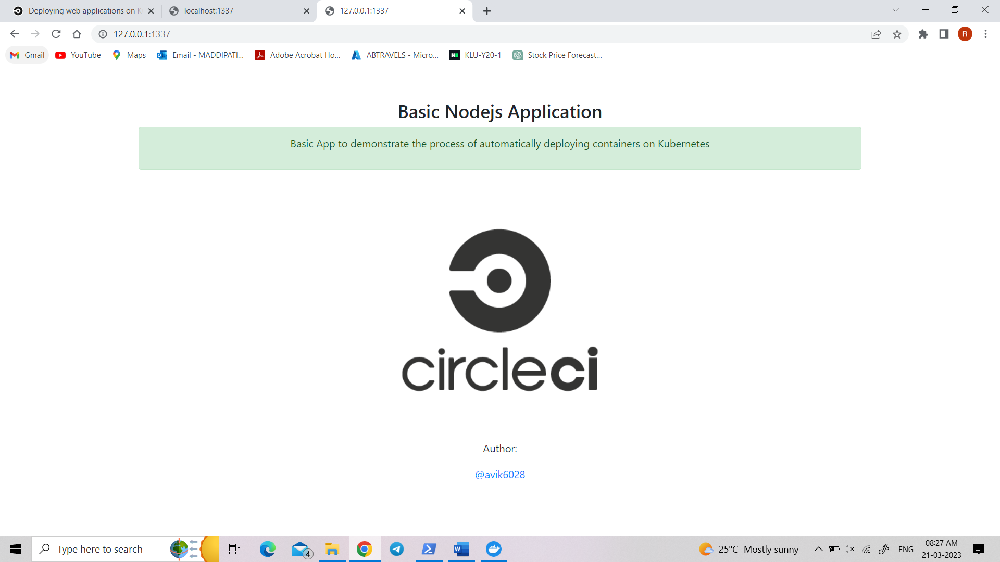 Deploying web applications on K
localhost:1337
127.0.0.1:1337
127.0.0.1:1337
R
Gmail
YouTube
Maps
Email - MADDIPATI...
Adobe Acrobat Ho...
ABTRAVELS - Micro...
KLU-Y20-1
Stock Price Forecast...
Basic Nodejs Application
Basic App to demonstrate the process of automatically deploying containers on Kubernetes
circleci
Author:
@avik6028
Type here to search
4
25°C Mostly sunny
ENG
08:27 AM
21-03-2023